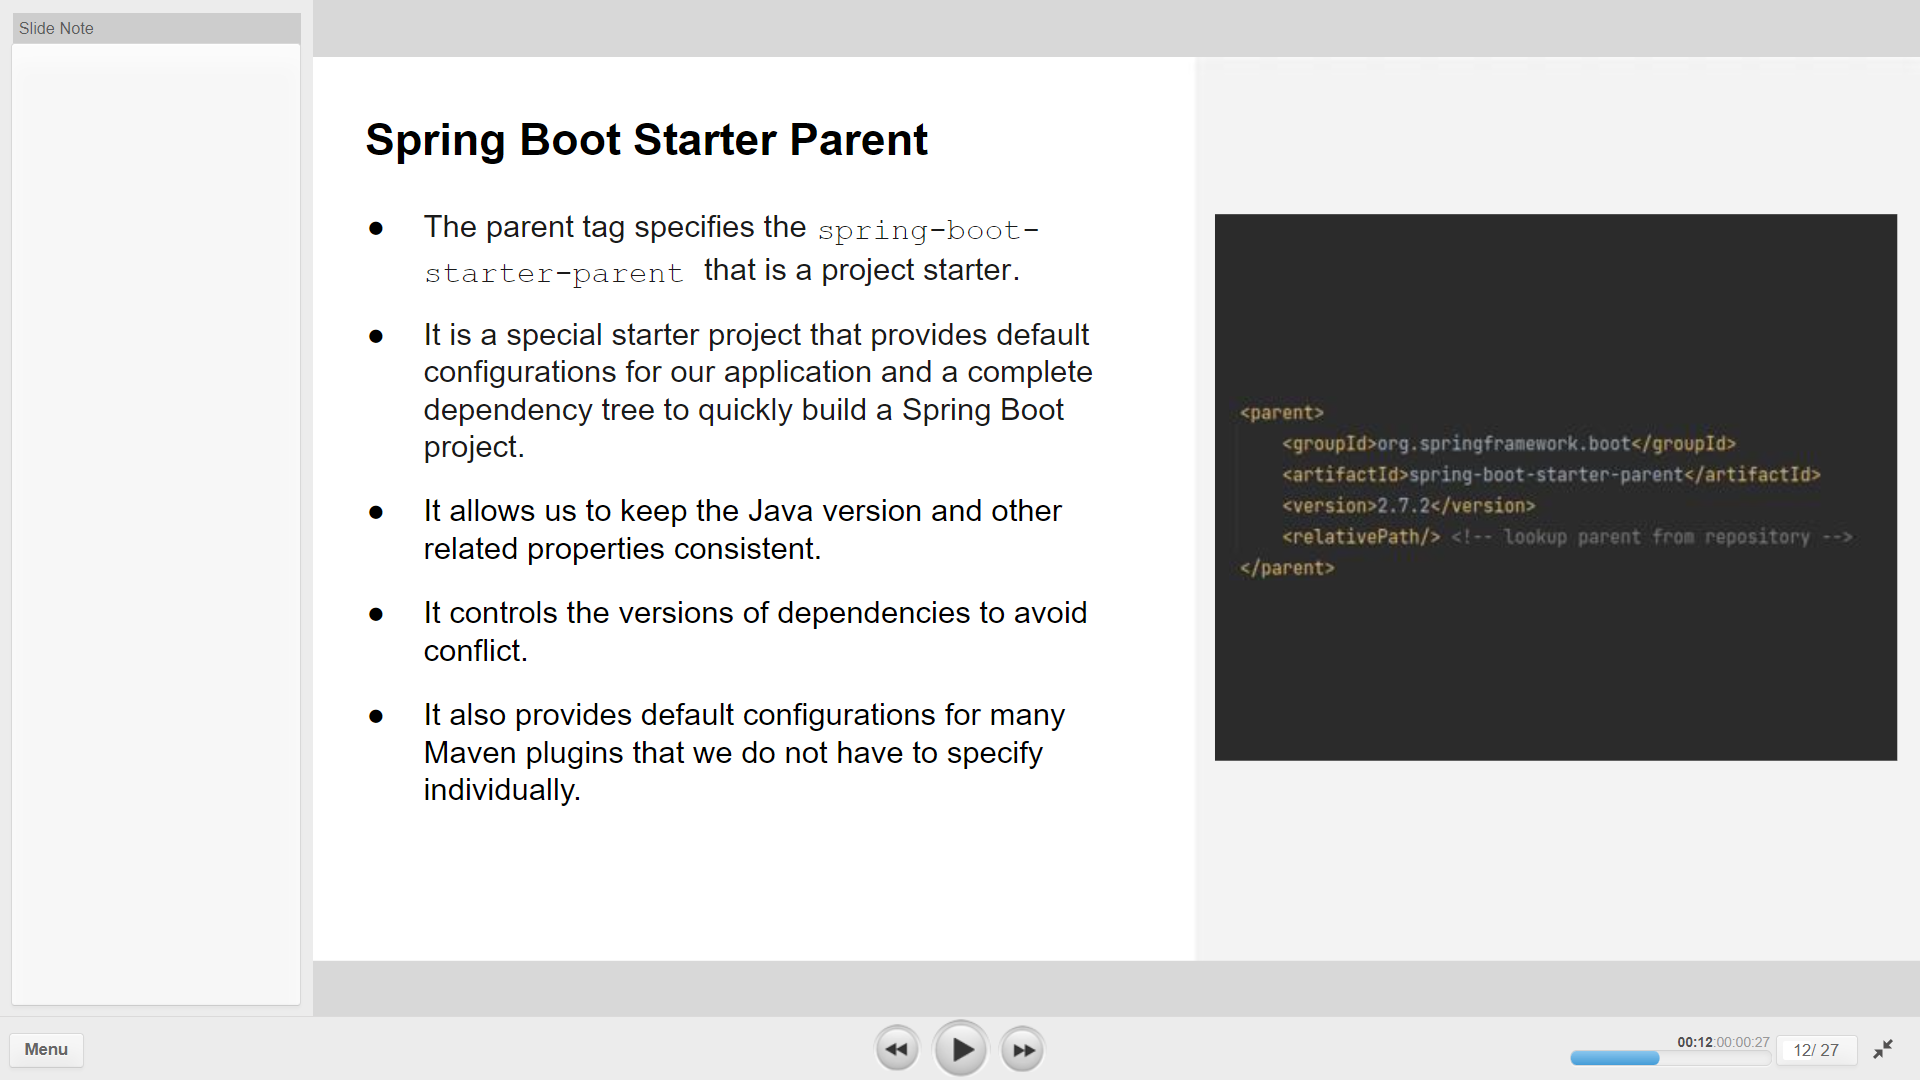 Slide Note
Spring Boot Starter Parent
● The parent tag specifies the spring-boot-
starter-parent that is a project starter.
● It is a special starter project that provides default
configurations for our application and a complete
dependency tree to quickly build a Spring Boot
project.
● It allows us to keep the Java version and other
related properties consistent.
● It controls the versions of dependencies to avoid
conflict.
● It also provides default configurations for many
Maven plugins that we do not have to specify
individually.
<parent>
<groupId>org.springframework.boot</groupId>
<artifactId>spring-boot-starter-parent</artifactId>
<version>2.7.2</version>
<relativePath/> <!-- lookup parent from repository -->
</parent>
Menu
00:12:00:00:27
12/ 27